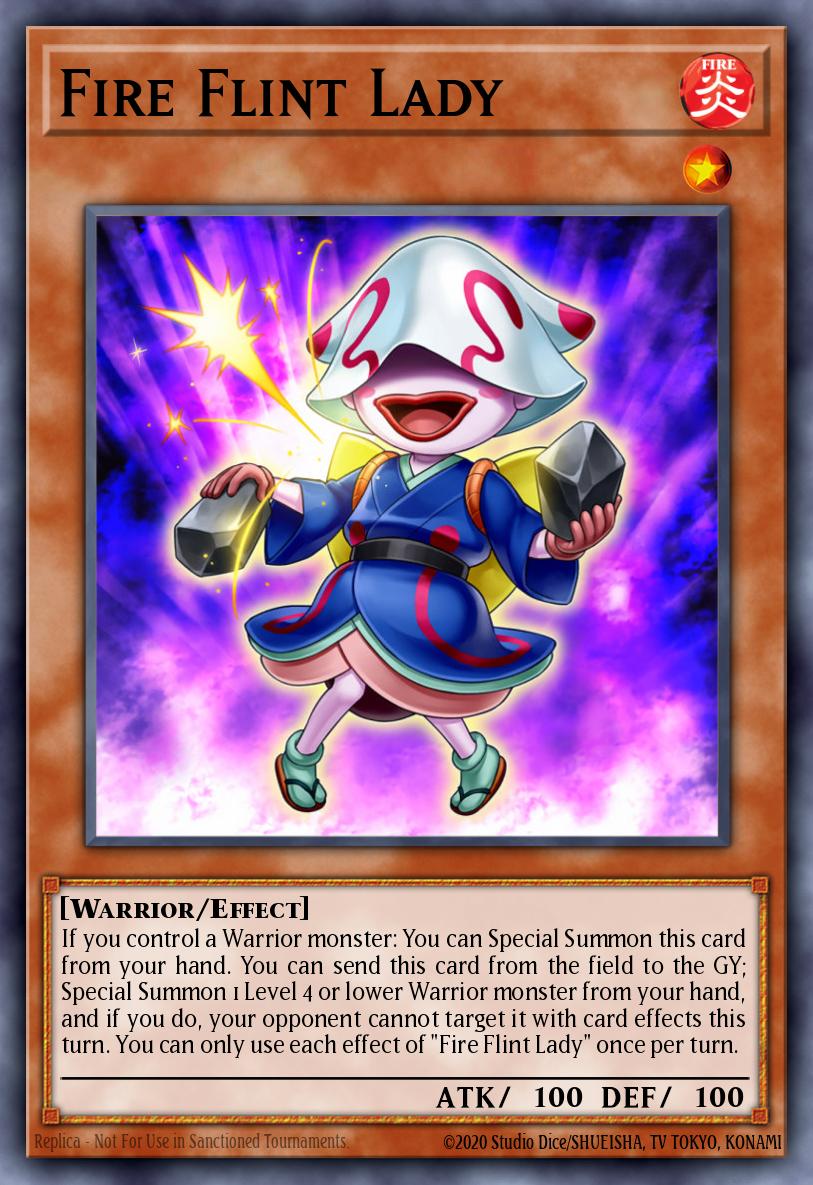 Fire Flint Lady
FIRE
炎
[Warrior/Effect]
If you control a Warrior monster: You can Special Summon this card
from your hand. You can send this card from the field to the GY;
Special Summon 1 Level 4 or lower Warrior monster from your hand,
and if you do, your opponent cannot target it with card effects this
turn. You can only use each effect of "Fire Flint Lady" once per turn.
ATK/ 100 DEF/ 100
Replica - Not For Use in Sanctioned Tournaments.
©2020 Studio Dice/SHUEISHA, TV TOKYO, KONAMI